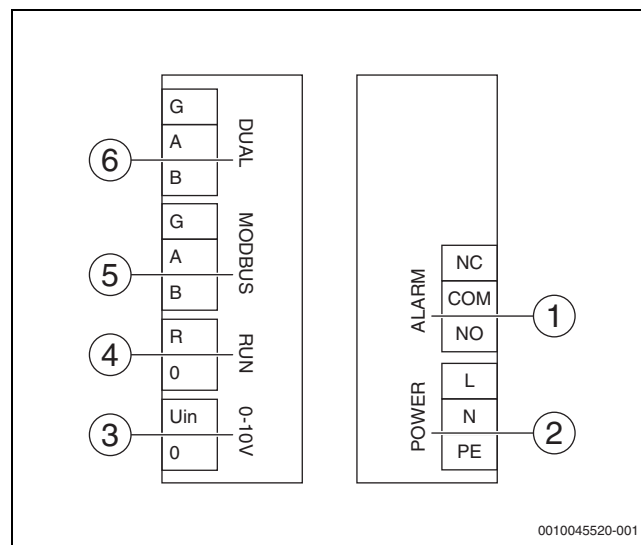 G
A
B
DUAL
6
G
A
B
MODBUS
5
R
0
RUN
4
Uin
0
0-10V
3
NC
COM
NO
ALARM
1
L
N
PE
POWER
2
0010045520-001